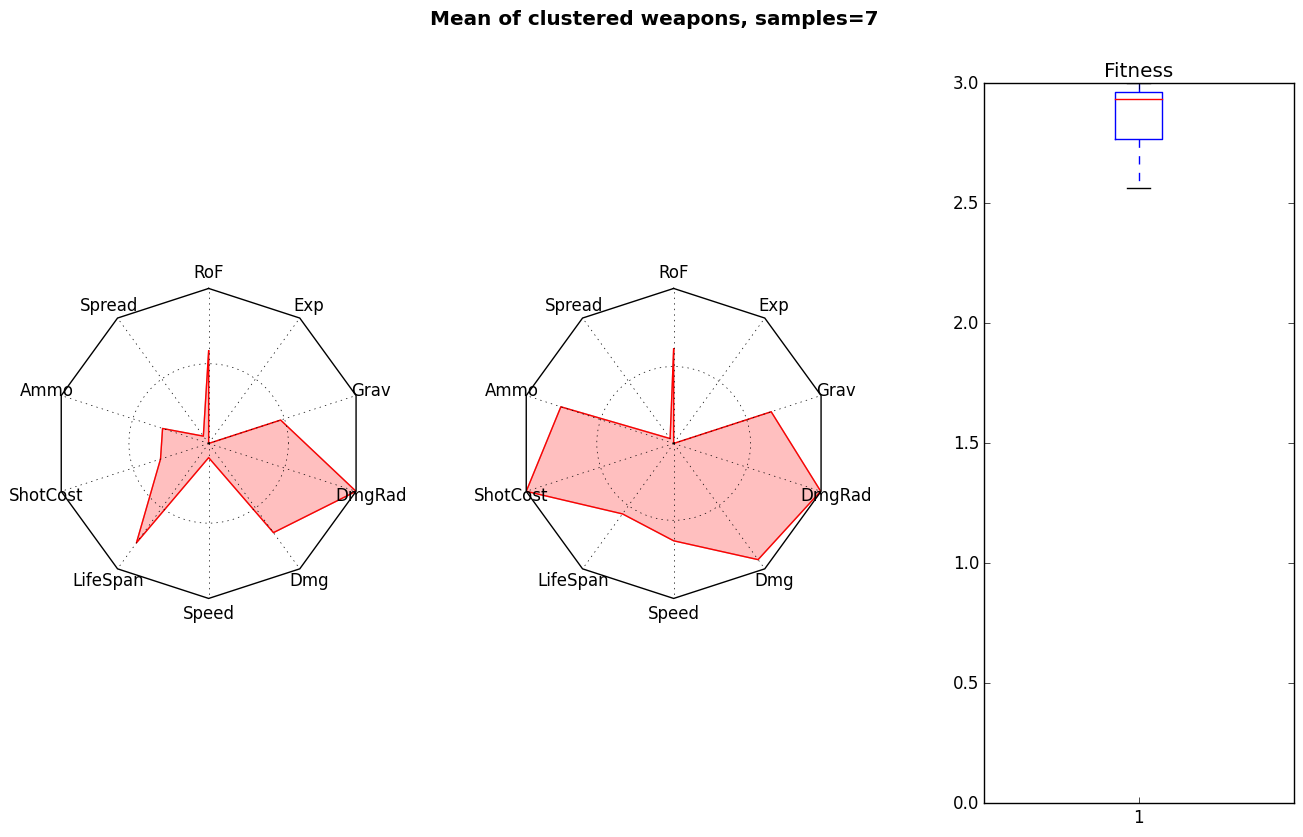 Mean of clustered weapons, samples=7
RoF
Exp
Spread
Grav
Ammo
DmgRad
ShotCost
Dmg
LifeSpan
Speed
RoF
Exp
Spread
Grav
Ammo
DmgRad
ShotCost
Dmg
LifeSpan
Speed
Fitness
3.0
2.5
2.0
1.5
1.0
0.5
0.0
1